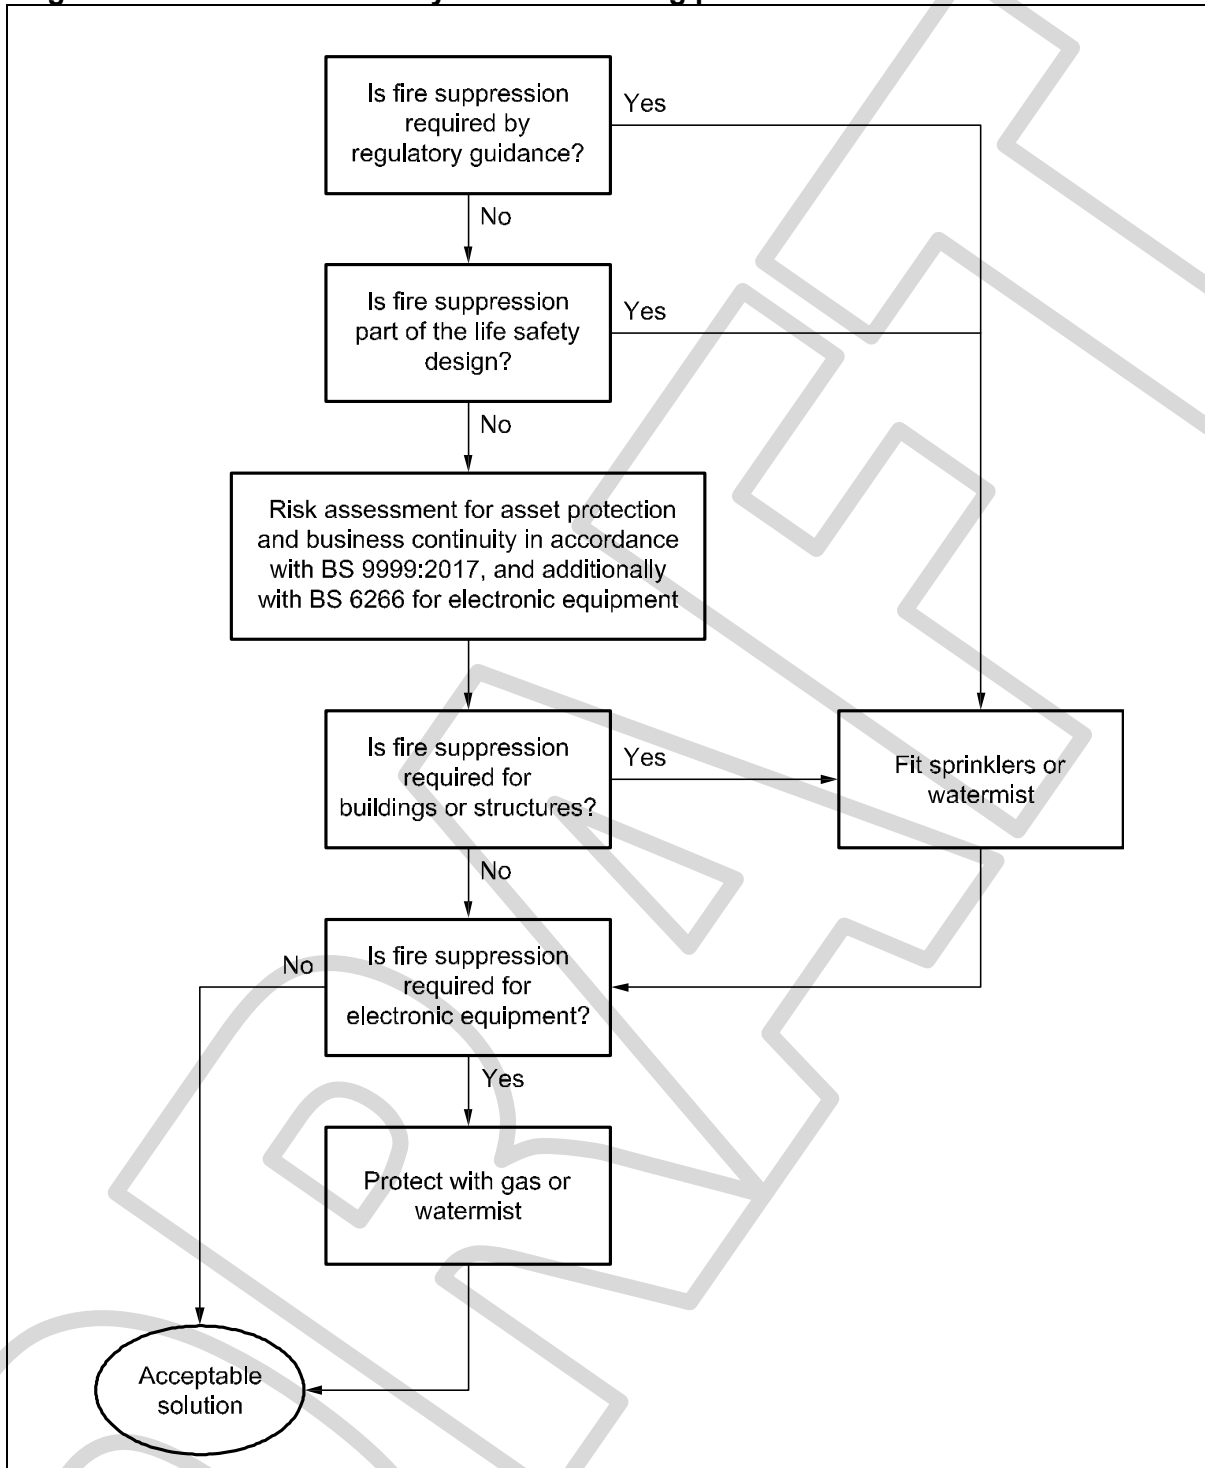 Is fire suppression
required by
regulatory guidance?
Yes
No
Is fire suppression
part of the life safety
design?
Yes
No
Risk assessment for asset protection
and business continuity in accordance
with BS 9999:2017, and additionally
with BS 6266 for electronic equipment
Is fire suppression
required for
buildings or structures?
Yes
Fit sprinklers or
watermist
No
Is fire suppression
required for
electronic equipment?
No
Yes
Protect with gas or
watermist
Acceptable
solution
DRAFT